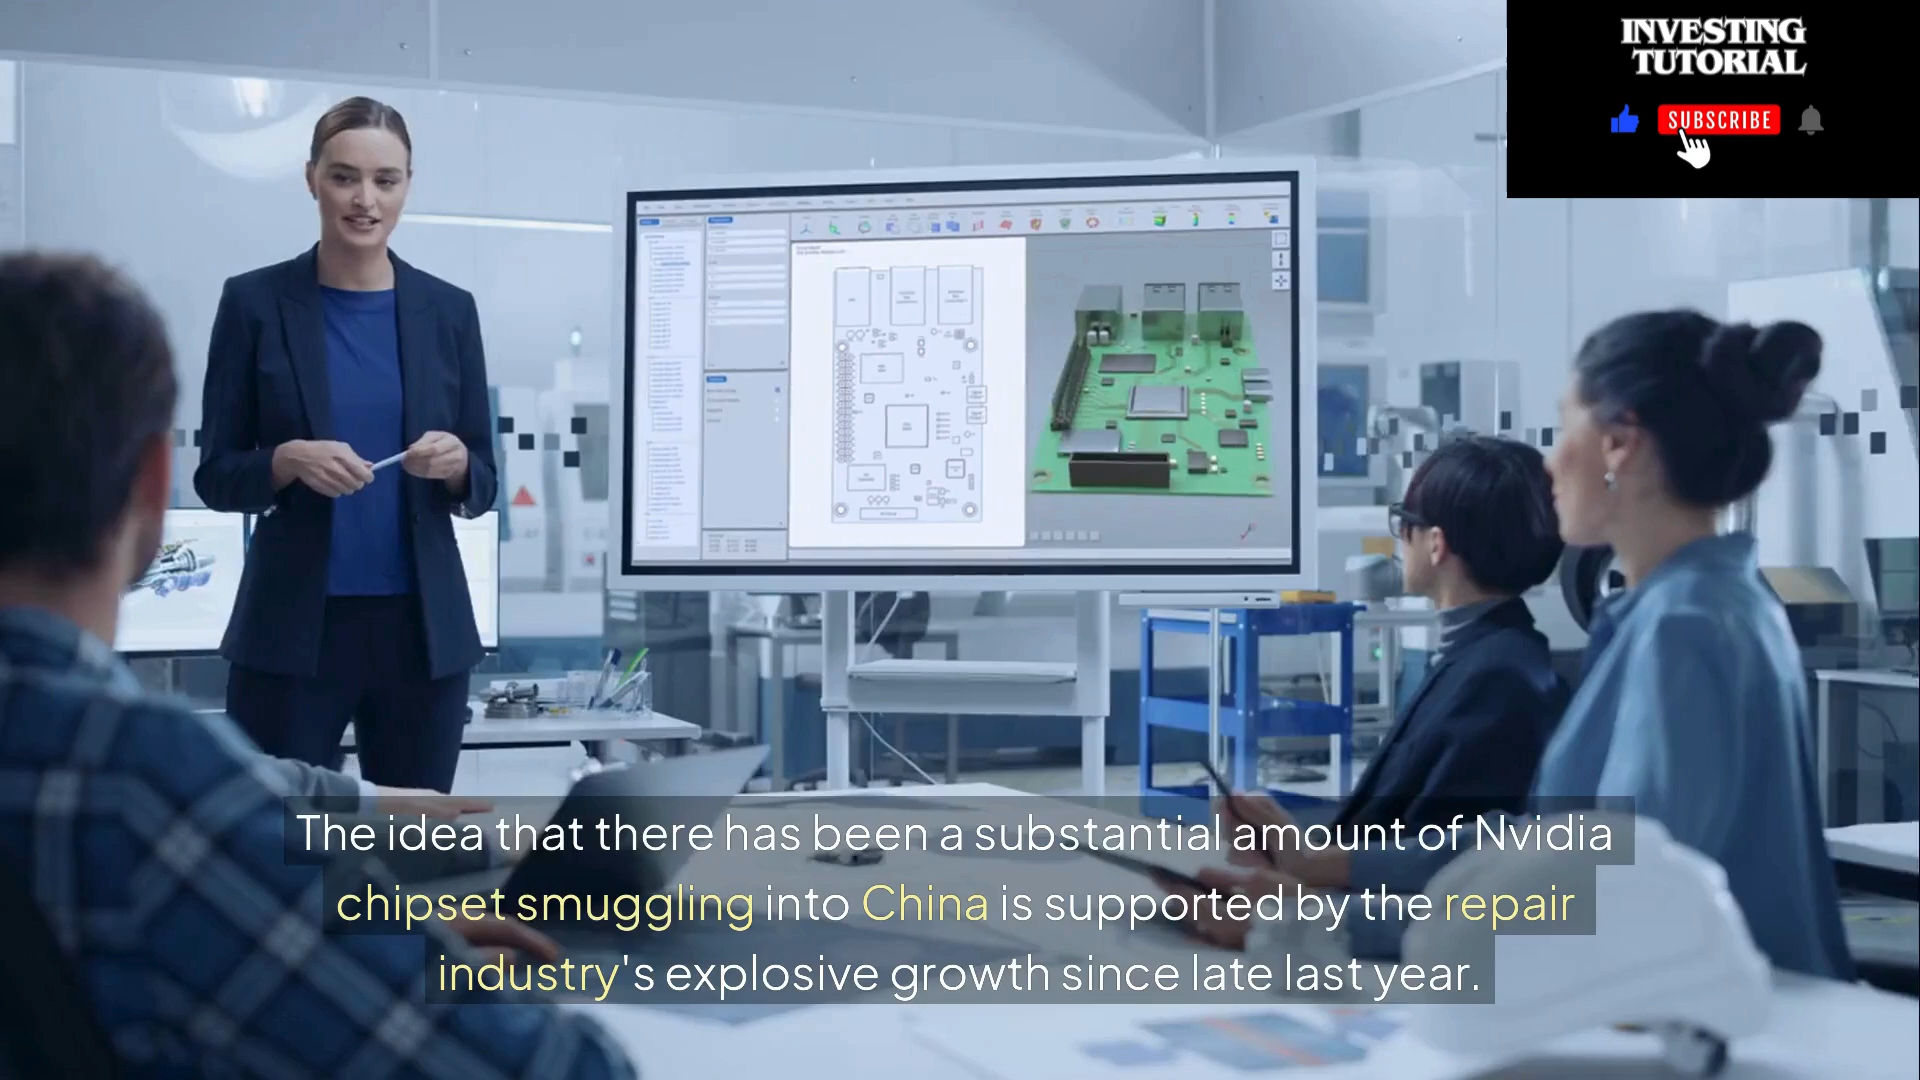 INVESTING
TUTORIAL
SUBSCRIBE
The idea that there has been a substantial amount of Nvidia
chipset smuggling into China is supported by the repair
industry's explosive growth since late last year.